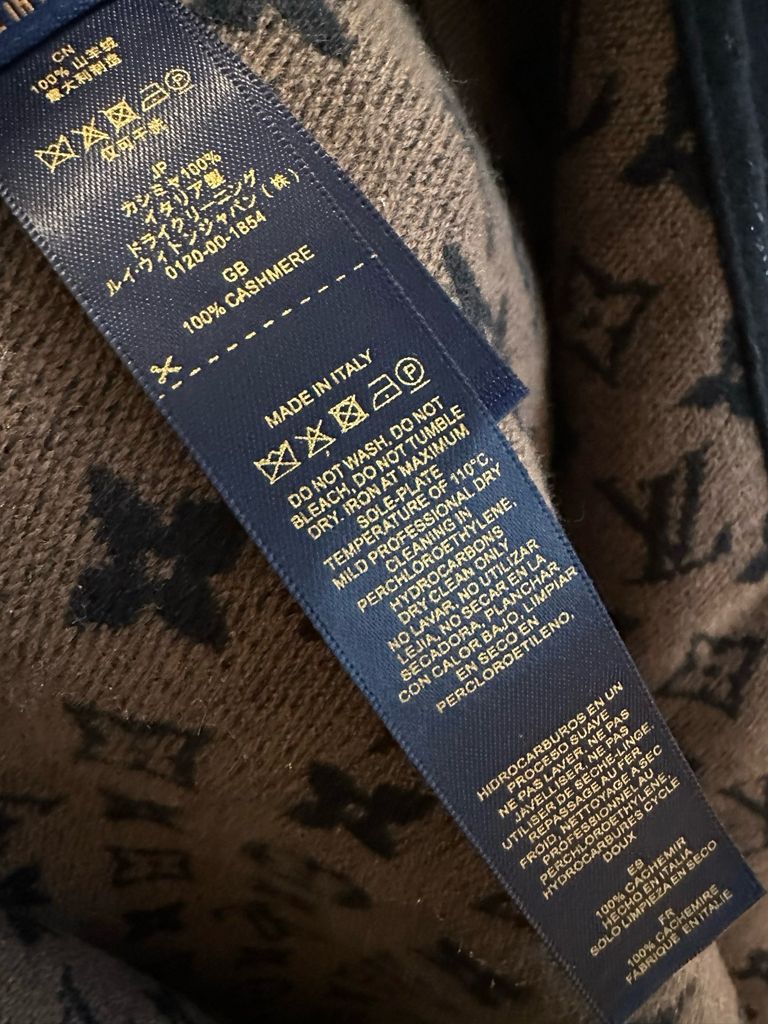 CN
100% 山羊绒
意大利制造
仅可干洗
JP
カシミヤ100%
イタリア製
ドライクリーニング
ルイ・ヴィトンジャパン(株)
0120-00-1854
GB
100% CASHMERE
MADE IN ITALY
P
DO NOT WASH. DO NOT
BLEACH. DO NOT TUMBLE
DRY. IRON AT MAXIMUM
SOLE-PLATE
TEMPERATURE OF 110°C.
MILD PROFESSIONAL DRY
CLEANING IN
PERCHLOROETHYLENE,
HYDROCARBONS
DRY CLEAN ONLY
NO LAVAR. NO UTILIZAR
LEJIA. NO SECAR EN LA
SECADORA. PLANCHAR
CON CALOR BAJO. LIMPIAR
EN SECO EN
PERCLOROETILENO,
HIDROCARBUROS EN UN
PROCESO SUAVE
NE PAS LAVER. NE PAS
JAVELLISER. NE PAS
UTILISER DE SÈCHE-LINGE.
REPASSAGE AU FER
FROID. NETTOYAGE A SEC
PROFESSIONNEL AU
PERCHLOROETHYLENE,
HYDROCARBURES CYCLE
DOUX
ES
100% CACHEMIR
HECHO EN ITALIA
SOLO LIMPIEZA EN SECO
FR
100% CACHEMIRE
FABRIQUE EN ITALIE
LV